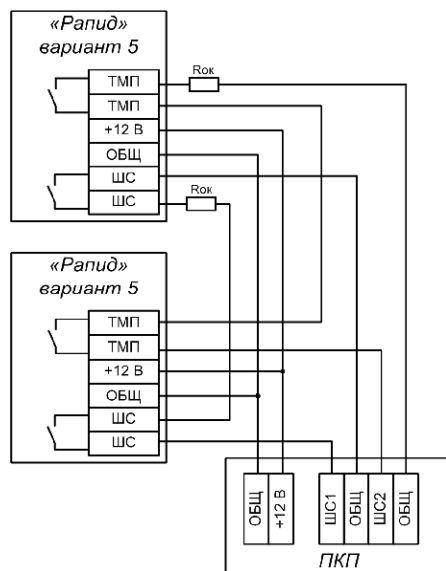 «Рапид»
вариант 5
ТМП
ТМП
+12 В
ОБЩ
ШС
ШС
Rок
Rок
«Рапид»
вариант 5
ТМП
ТМП
+12 В
ОБЩ
ШС
ШС
ОБЩ
+12 В
ШС1
ОБЩ
ШС2
ОБЩ
ПКП